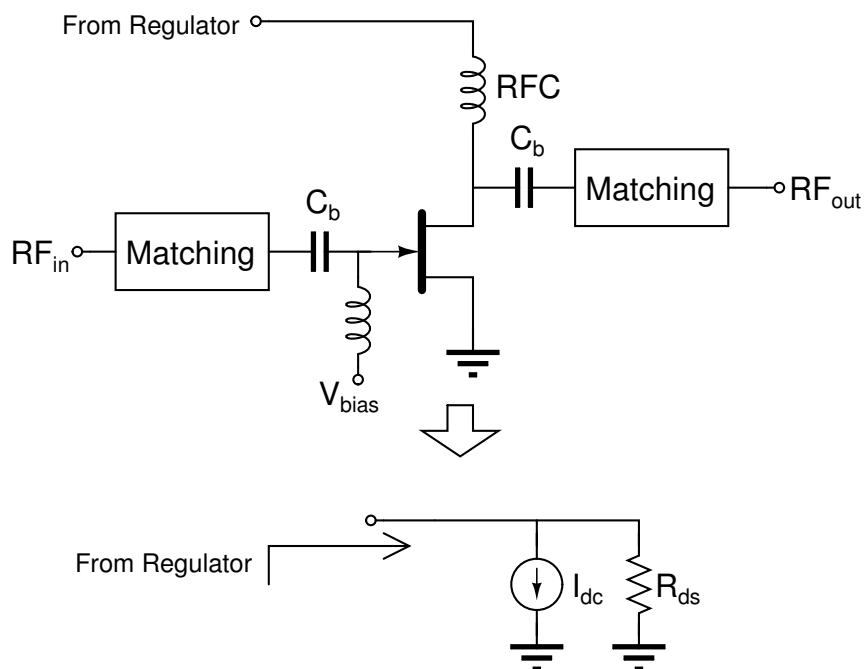 From Regulator
RFC
C_b
Matching
RF_out
C_b
RF_in
Matching
V_bias
From Regulator
I_dc
R_ds